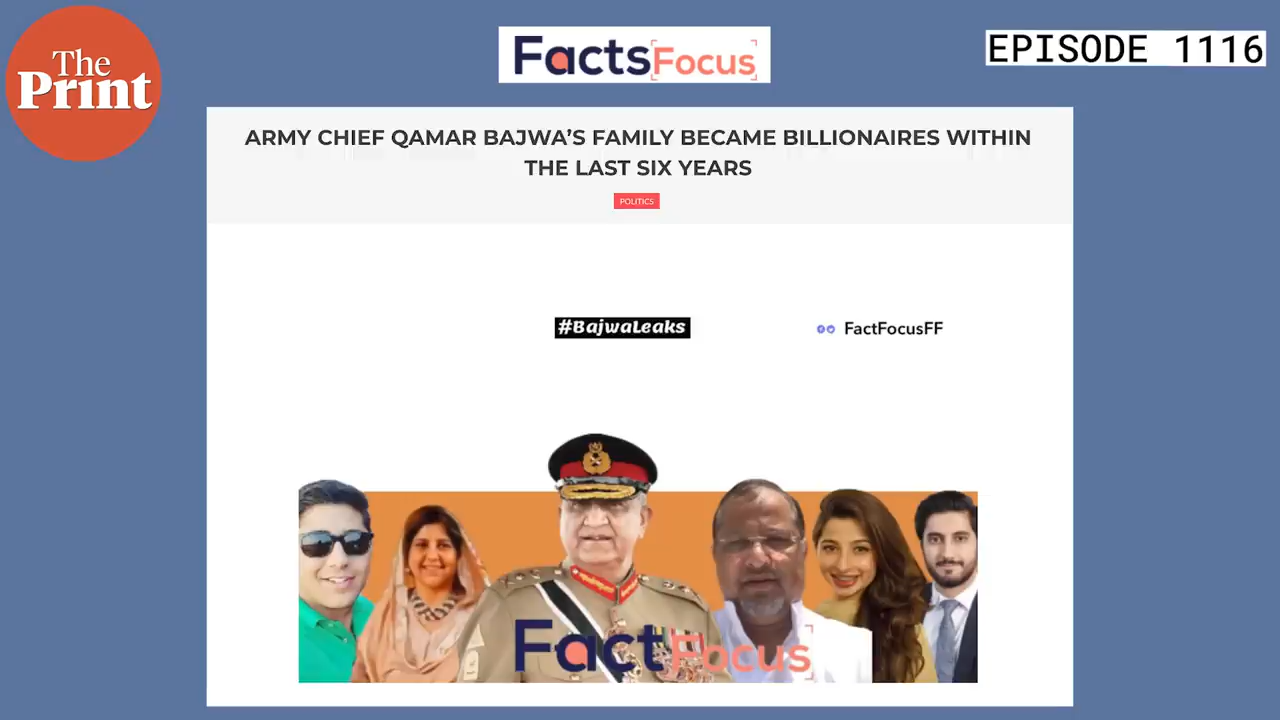 The
Print
FactsFocus
EPISODE 1116
ARMY CHIEF QAMAR BAJWA'S FAMILY BECAME BILLIONAIRES WITHIN
THE LAST SIX YEARS
POLITICS
#BajwaLeaks
FactFocusFF
FactFocus